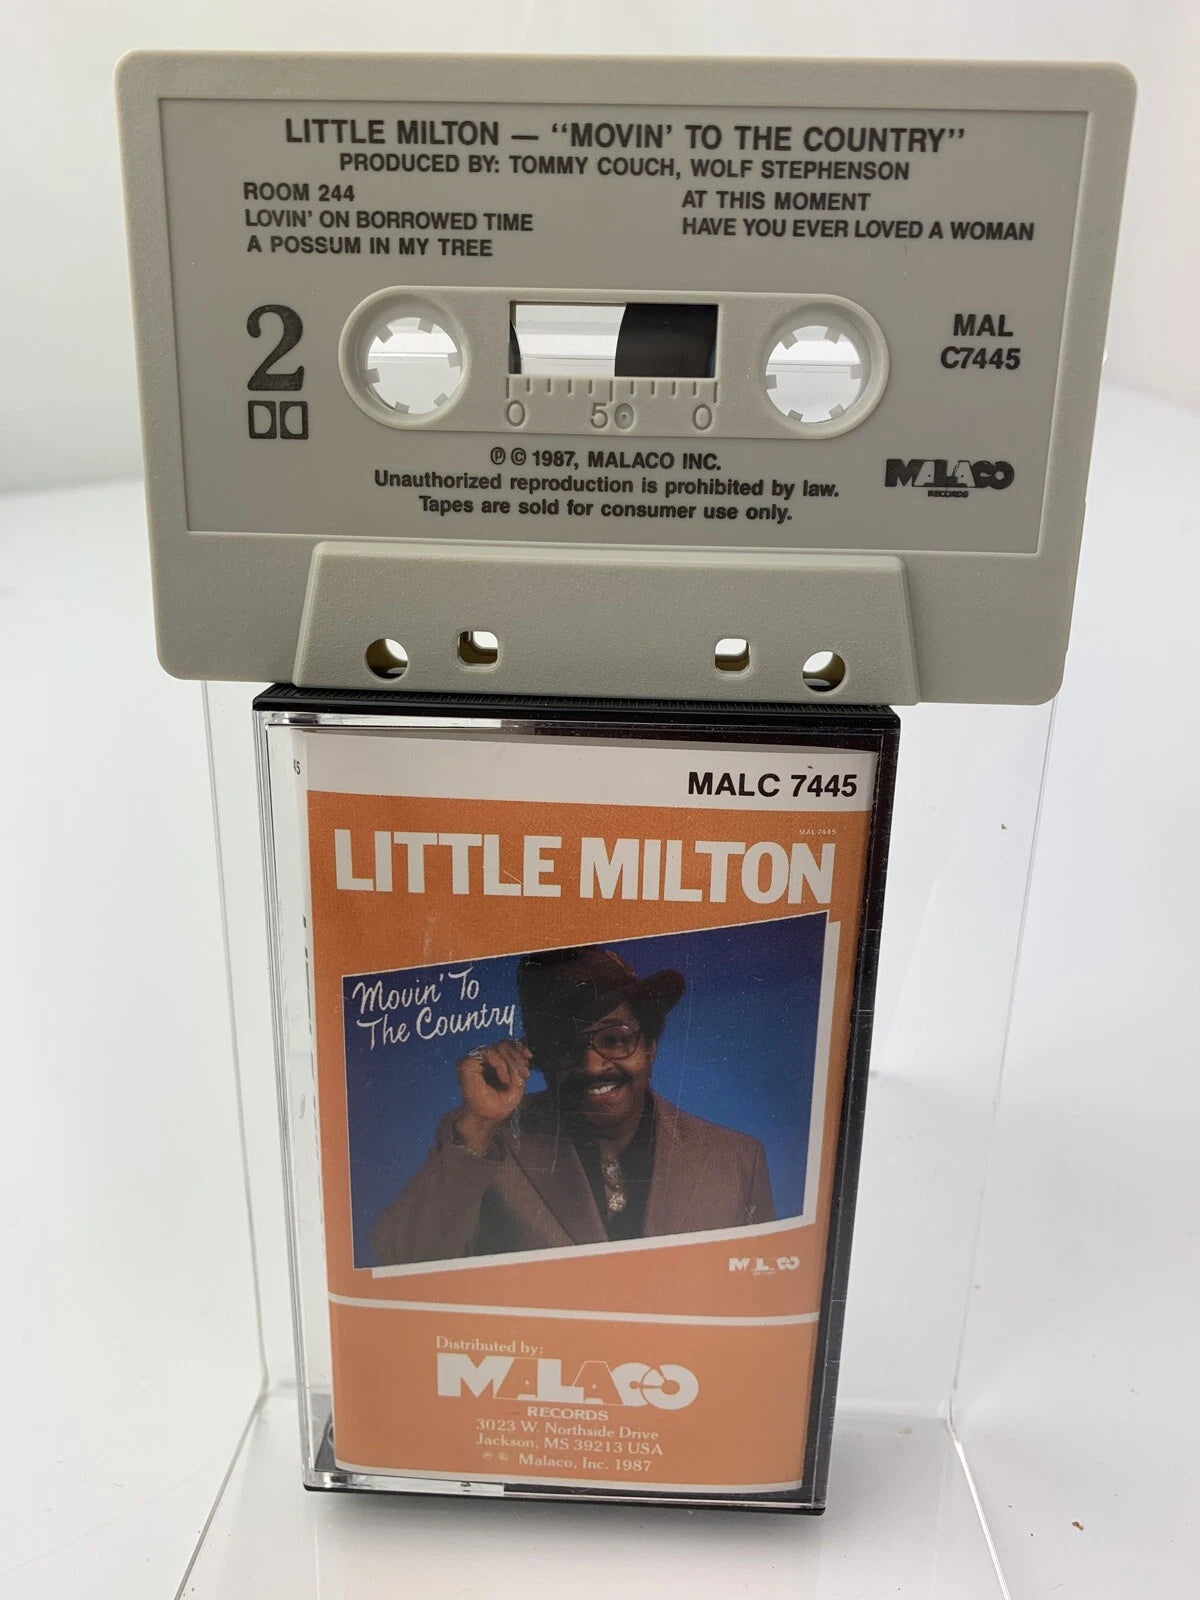 LITTLE MILTON — "MOVIN' TO THE COUNTRY"
PRODUCED BY: TOMMY COUCH, WOLF STEPHENSON
ROOM 244
LOVIN' ON BORROWED TIME
A POSSUM IN MY TREE
AT THIS MOMENT
HAVE YOU EVER LOVED A WOMAN
2
MAL
C7445
0 50 0
℗ © 1987, MALACO INC.
Unauthorized reproduction is prohibited by law.
Tapes are sold for consumer use only.
MALACO
RECORDS
MALC 7445
MAL 7445
LITTLE MILTON
Movin' To
The Country
MALACO
Distributed by:
MALACO
RECORDS
3023 W. Northside Drive
Jackson, MS 39213 USA
℗ © Malaco, Inc. 1987